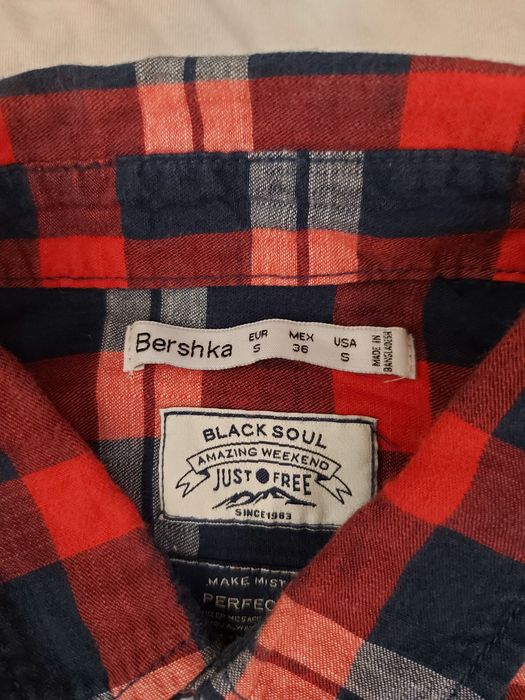 Bershka
EUR MEX USA
S 36 S
MADE IN
BANGLADESH
BLACK SOUL
AMAZING WEEKEND
JUST FREE
SINCE 1983
MAKE MIST
PERFEC